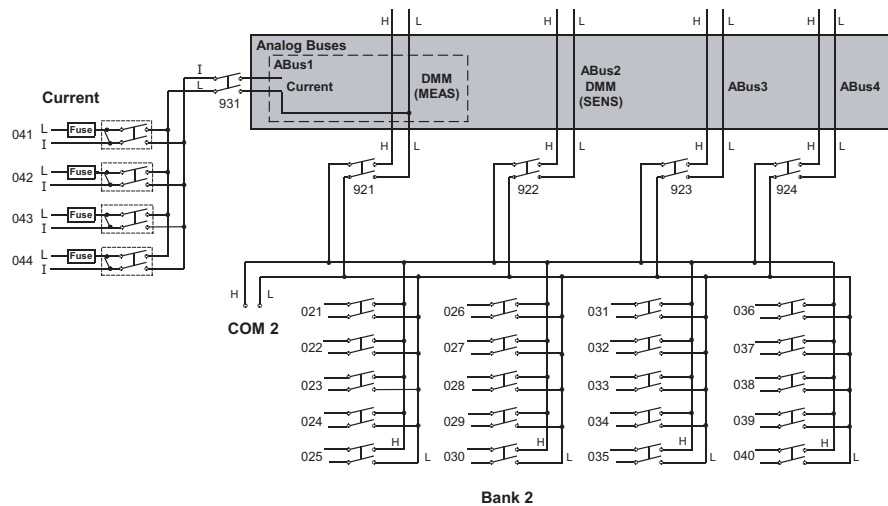 H L H L H L H L
Analog Buses
ABus1
Current
DMM
(MEAS)
ABus2
DMM
(SENS)
ABus3
ABus4
I
L
931
Current
041 L Fuse
I
042 L Fuse
I
043 L Fuse
I
044 L Fuse
I
H L H L H L H L
921 922 923 924
H L
COM 2
021 026 031 036
022 027 032 037
023 028 033 038
024 029 034 039
025 H L 030 H L 035 H L 040 H L
Bank 2